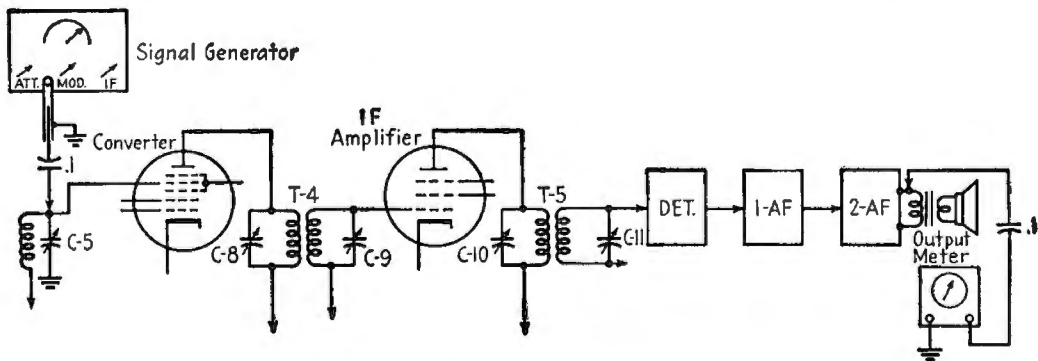 Signal Generator
ATT. MOD. IF
Converter
IF
Amplifier
.1
T-4
T-5
C-5
C-8
C-9
C-10
C-11
DET.
1-AF
2-AF
Output
Meter
.1